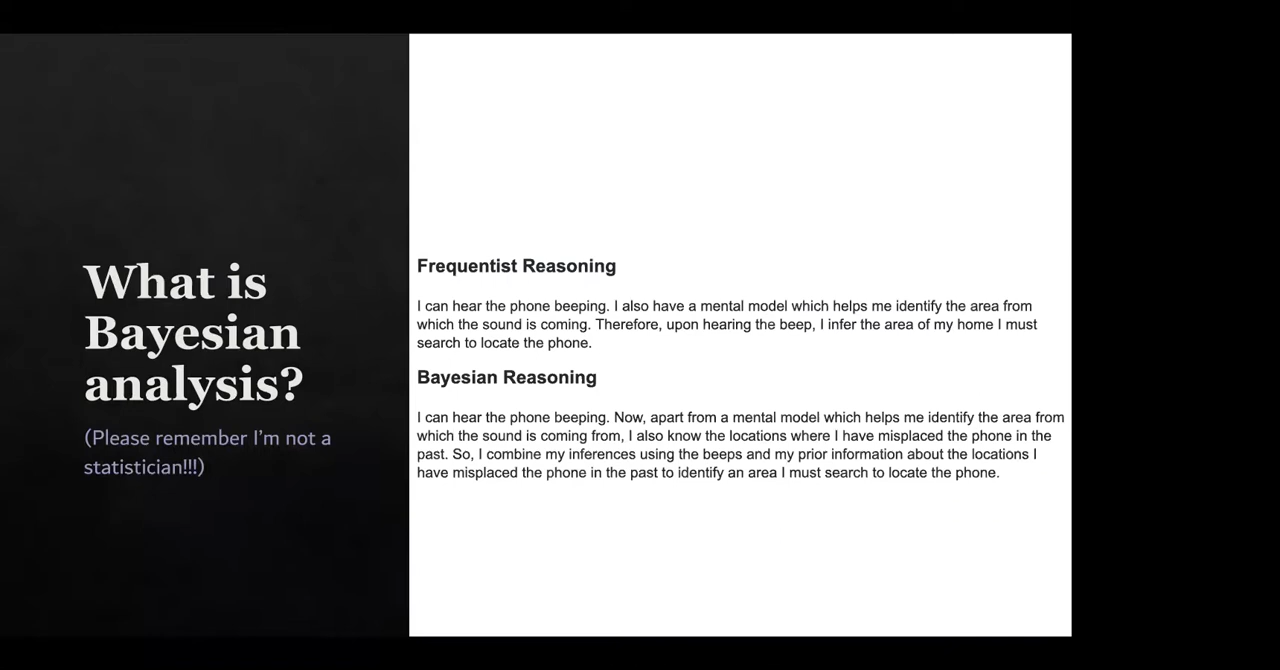 What is
Bayesian
analysis?
(Please remember I'm not a
statistician!!!)
Frequentist Reasoning
I can hear the phone beeping. I also have a mental model which helps me identify the area from
which the sound is coming. Therefore, upon hearing the beep, I infer the area of my home I must
search to locate the phone.
Bayesian Reasoning
I can hear the phone beeping. Now, apart from a mental model which helps me identify the area from
which the sound is coming from, I also know the locations where I have misplaced the phone in the
past. So, I combine my inferences using the beeps and my prior information about the locations I
have misplaced the phone in the past to identify an area I must search to locate the phone.